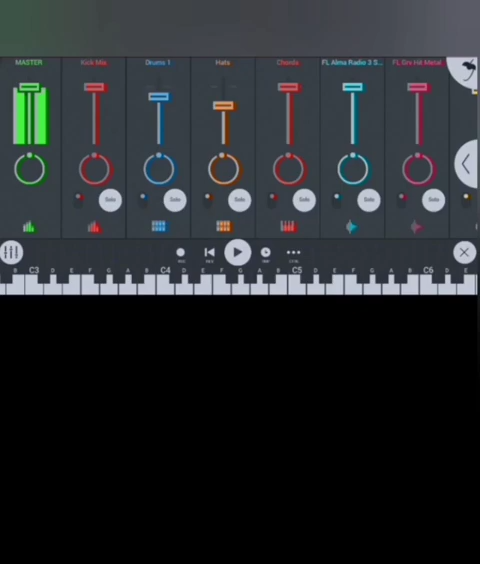 MASTER
Kick Mix
Drums 1
Hats
Chords
FL Alma Radio 3 S...
FL Grv Hit Metal...
Solo
Solo
Solo
Solo
Solo
Solo
B C3 D E F G A B C4 D E F G A B C5 D E F G A B C6 D E